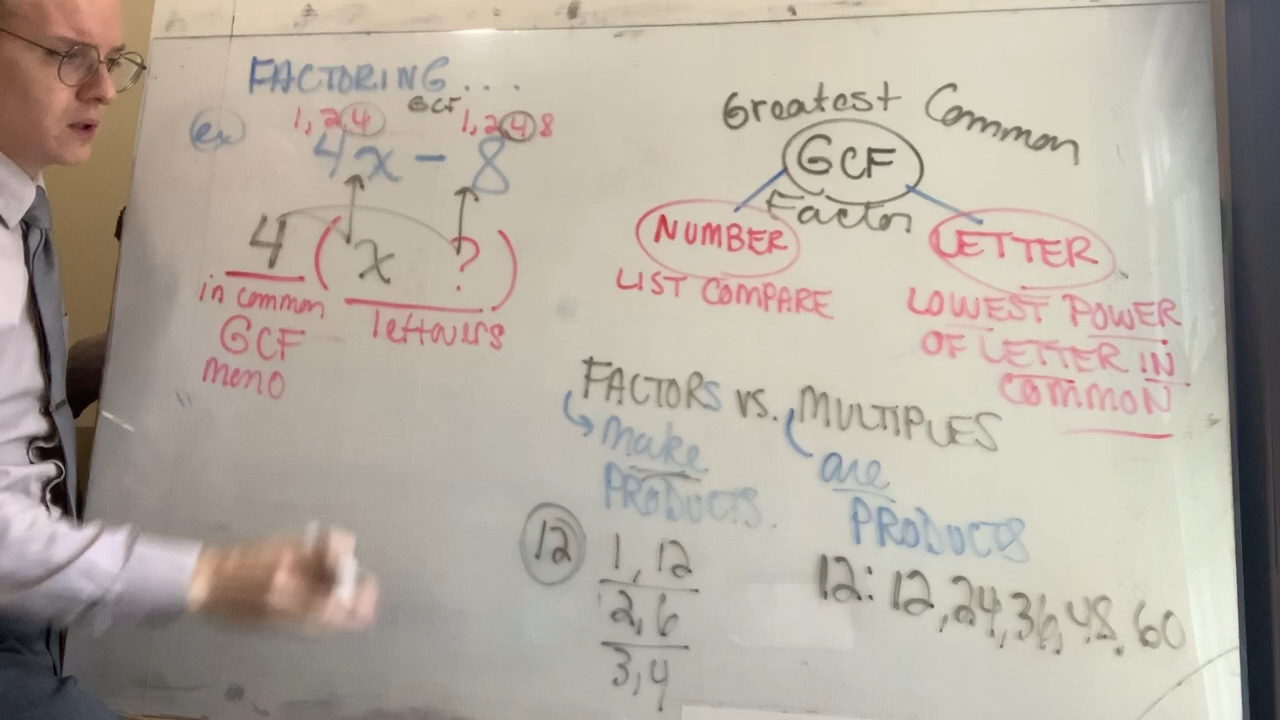 FACTORING...
ex
1, 2, 4
GCF
1, 2, 4 8
4x - 8
4 ( x ? )
in common
GCF
meno
leftovers
Greatest Common
GCF
Factor
NUMBER
LIST COMPARE
LETTER
LOWEST POWER
OF LETTER IN
COMMON
FACTORS vs. MULTIPLES
make
PRODUCTS.
are
PRODUCTS
12
1, 12
2, 6
3, 4
12: 12, 24, 36, 48, 60